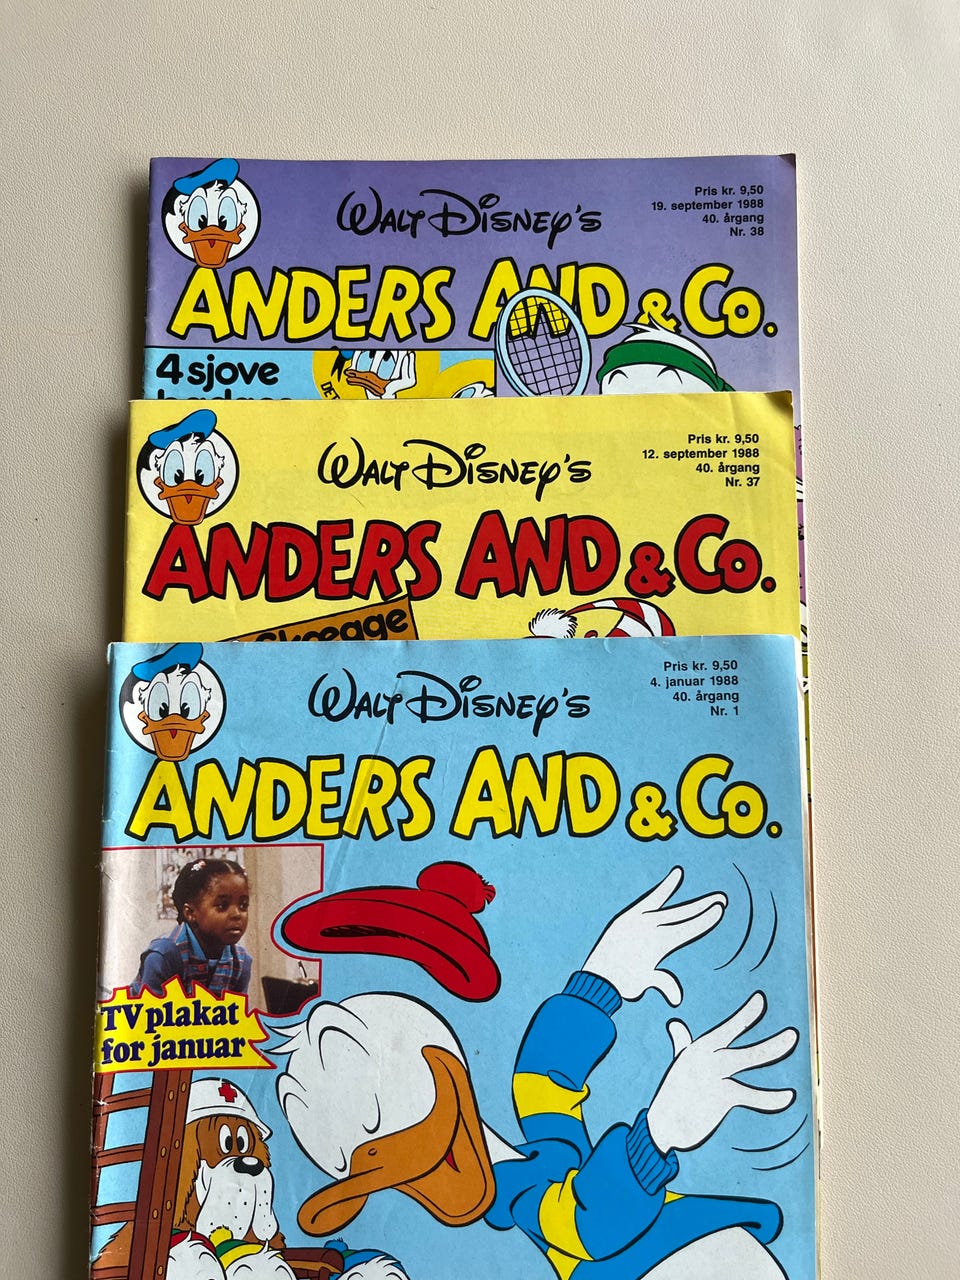 WALT DISNEY'S
Pris kr. 9,50
19. september 1988
40. årgang
Nr. 38
ANDERS AND & Co.
4 sjove
WALT DISNEY'S
Pris kr. 9,50
12. september 1988
40. årgang
Nr. 37
ANDERS AND & Co.
WALT DISNEY'S
Pris kr. 9,50
4. januar 1988
40. årgang
Nr. 1
ANDERS AND & Co.
TV plakat
for januar